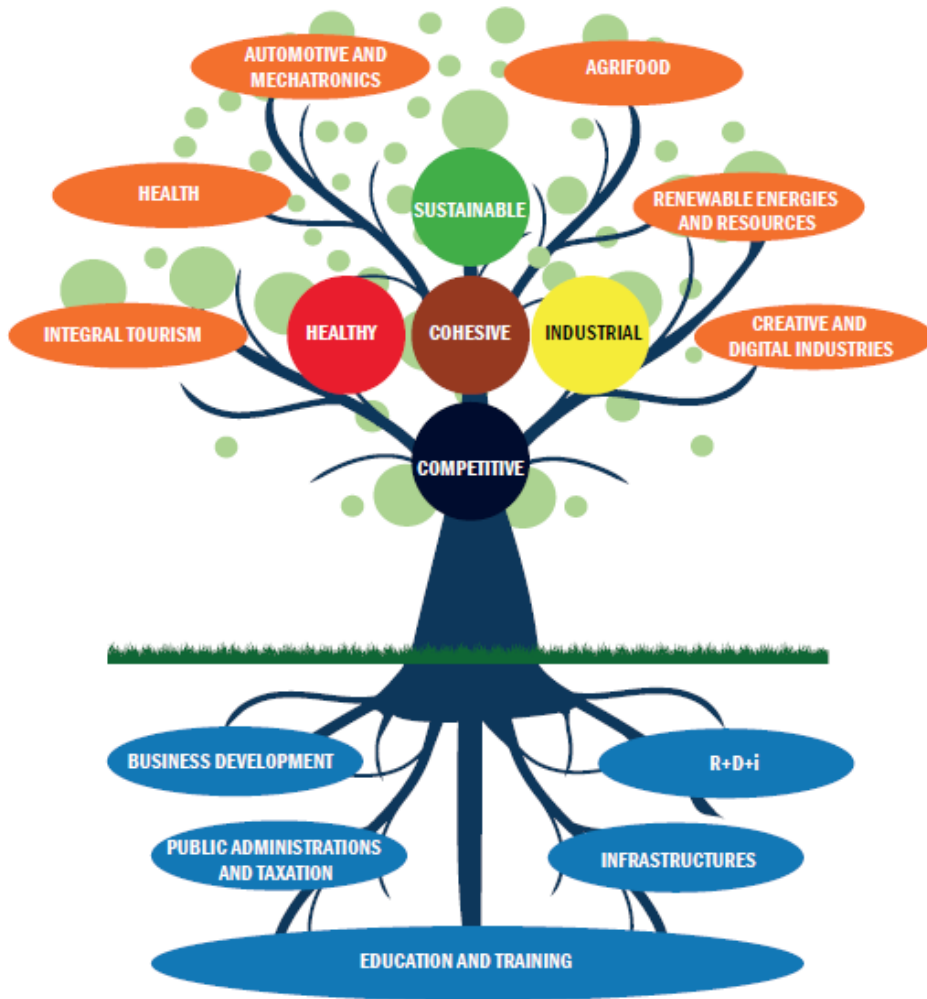 AUTOMOTIVE AND
MECHATRONICS
AGRIFOOD
HEALTH
SUSTAINABLE
RENEWABLE ENERGIES
AND RESOURCES
INTEGRAL TOURISM
HEALTHY
COHESIVE
INDUSTRIAL
CREATIVE AND
DIGITAL INDUSTRIES
COMPETITIVE
BUSINESS DEVELOPMENT
R+D+i
PUBLIC ADMINISTRATIONS
AND TAXATION
INFRASTRUCTURES
EDUCATION AND TRAINING